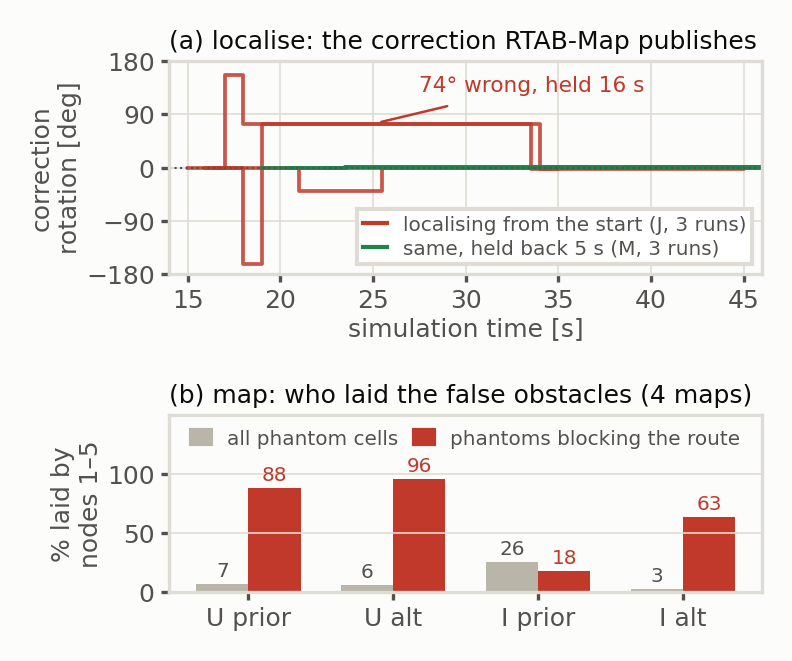 (a) localise: the correction RTAB-Map publishes
correction
rotation [deg]
180
90
0
−90
−180
74° wrong, held 16 s
localising from the start (J, 3 runs)
same, held back 5 s (M, 3 runs)
15 20 25 30 35 40 45
simulation time [s]
(b) map: who laid the false obstacles (4 maps)
% laid by
nodes 1–5
all phantom cells phantoms blocking the route
100
50
0
7 88 6 96 26 18 3 63
U prior U alt I prior I alt